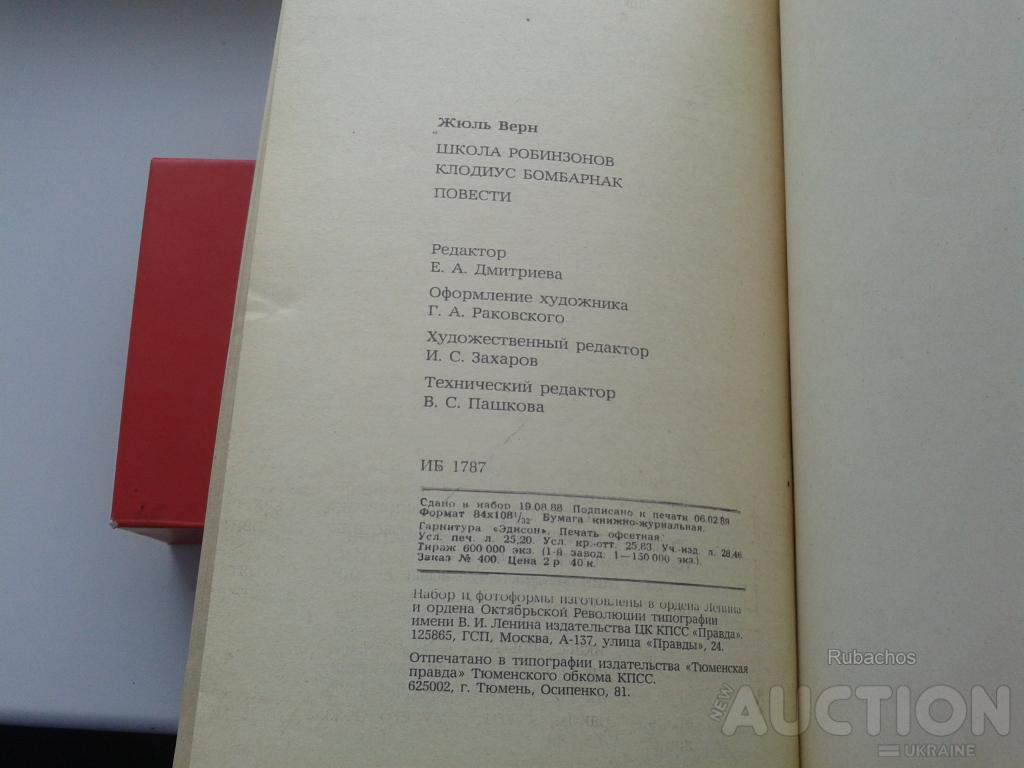 Жюль Верн
ШКОЛА РОБИНЗОНОВ
КЛОДИУС БОМБАРНАК
ПОВЕСТИ
Редактор
Е. А. Дмитриева
Оформление художника
Г. А. Раковского
Художественный редактор
И. С. Захаров
Технический редактор
В. С. Пашкова
ИБ 1787
Сдано в набор 19.08.88. Подписано к печати 06.02.89
Формат 84х108¹/₃₂. Бумага книжно-журнальная.
Гарнитура «Эдисон». Печать офсетная.
Усл. печ. л. 25,20. Усл. кр.-отт. 25,83. Уч.-изд. л. 28,46.
Тираж 600 000 экз. (1-й завод: 1—150 000 экз.).
Заказ № 400. Цена 2 р. 40 к.
Набор и фотоформы изготовлены в ордена Ленина
и ордена Октябрьской Революции типографии
имени В. И. Ленина издательства ЦК КПСС «Правда».
125865, ГСП, Москва, А-137, улица «Правды», 24.
Отпечатано в типографии издательства «Тюменская
правда» Тюменского обкома КПСС.
625002, г. Тюмень, Осипенко, 81.
Rubachos
NEW AUCTION
UKRAINE